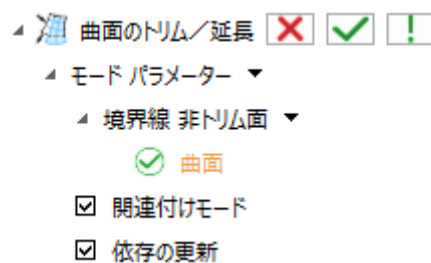 曲面のトリム／延長
モード パラメーター
境界線 非トリム面
曲面
関連付けモード
依存の更新